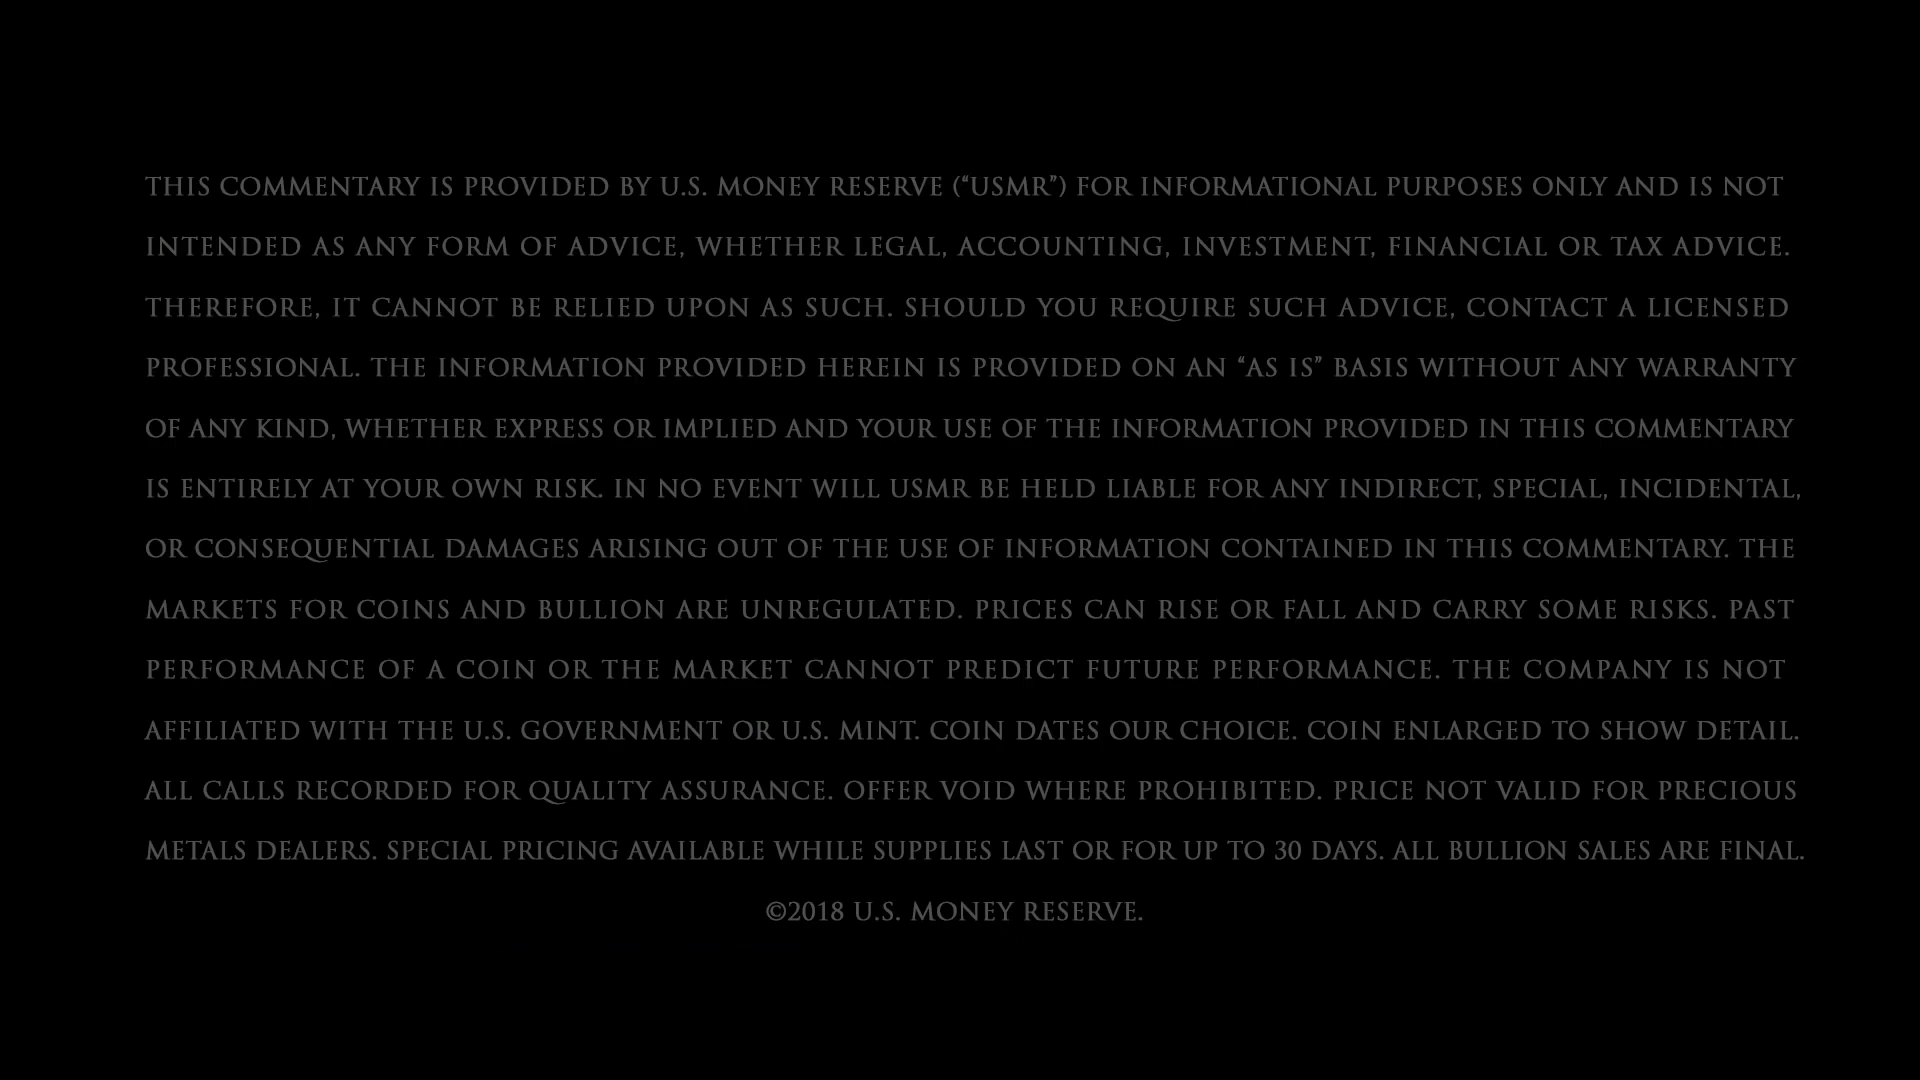 THIS COMMENTARY IS PROVIDED BY U.S. MONEY RESERVE (“USMR”) FOR INFORMATIONAL PURPOSES ONLY AND IS NOT
INTENDED AS ANY FORM OF ADVICE, WHETHER LEGAL, ACCOUNTING, INVESTMENT, FINANCIAL OR TAX ADVICE.
THEREFORE, IT CANNOT BE RELIED UPON AS SUCH. SHOULD YOU REQUIRE SUCH ADVICE, CONTACT A LICENSED
PROFESSIONAL. THE INFORMATION PROVIDED HEREIN IS PROVIDED ON AN “AS IS” BASIS WITHOUT ANY WARRANTY
OF ANY KIND, WHETHER EXPRESS OR IMPLIED AND YOUR USE OF THE INFORMATION PROVIDED IN THIS COMMENTARY
IS ENTIRELY AT YOUR OWN RISK. IN NO EVENT WILL USMR BE HELD LIABLE FOR ANY INDIRECT, SPECIAL, INCIDENTAL,
OR CONSEQUENTIAL DAMAGES ARISING OUT OF THE USE OF INFORMATION CONTAINED IN THIS COMMENTARY. THE
MARKETS FOR COINS AND BULLION ARE UNREGULATED. PRICES CAN RISE OR FALL AND CARRY SOME RISKS. PAST
PERFORMANCE OF A COIN OR THE MARKET CANNOT PREDICT FUTURE PERFORMANCE. THE COMPANY IS NOT
AFFILIATED WITH THE U.S. GOVERNMENT OR U.S. MINT. COIN DATES OUR CHOICE. COIN ENLARGED TO SHOW DETAIL.
ALL CALLS RECORDED FOR QUALITY ASSURANCE. OFFER VOID WHERE PROHIBITED. PRICE NOT VALID FOR PRECIOUS
METALS DEALERS. SPECIAL PRICING AVAILABLE WHILE SUPPLIES LAST OR FOR UP TO 30 DAYS. ALL BULLION SALES ARE FINAL.
©2018 U.S. MONEY RESERVE.